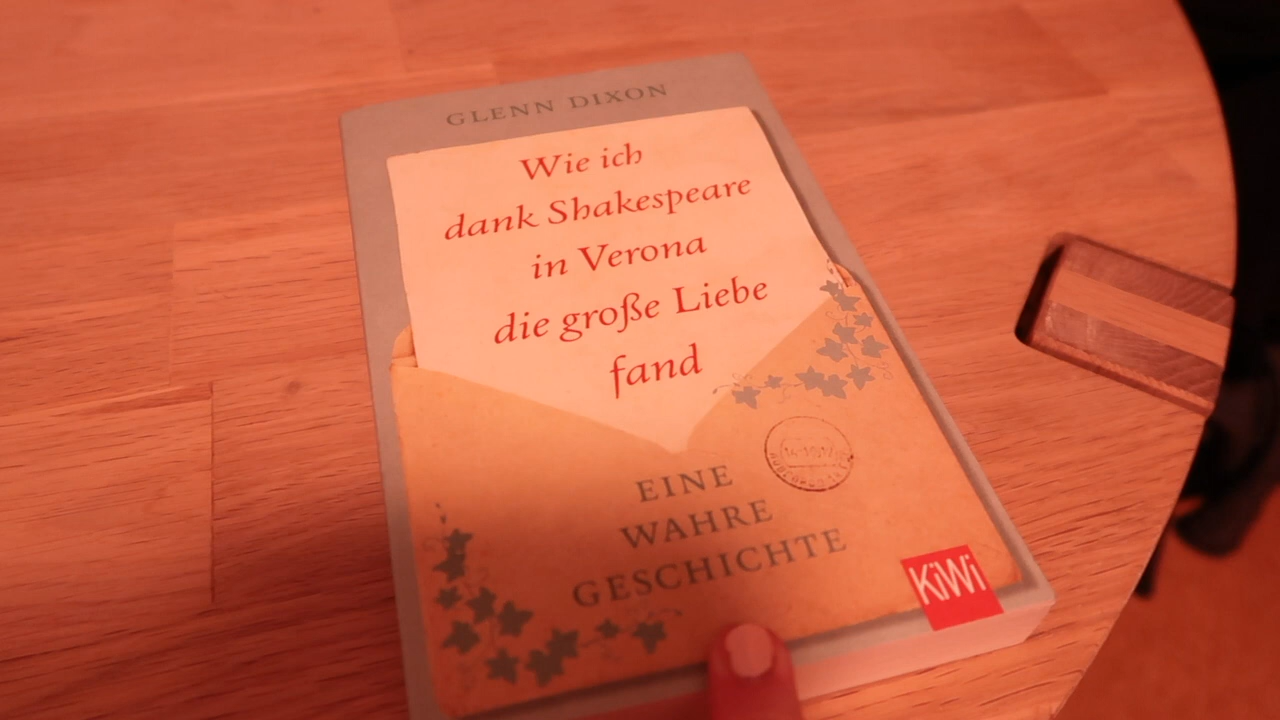 GLENN DIXON
Wie ich
dank Shakespeare
in Verona
die große Liebe
fand
EINE
WAHRE
GESCHICHTE
KiWi